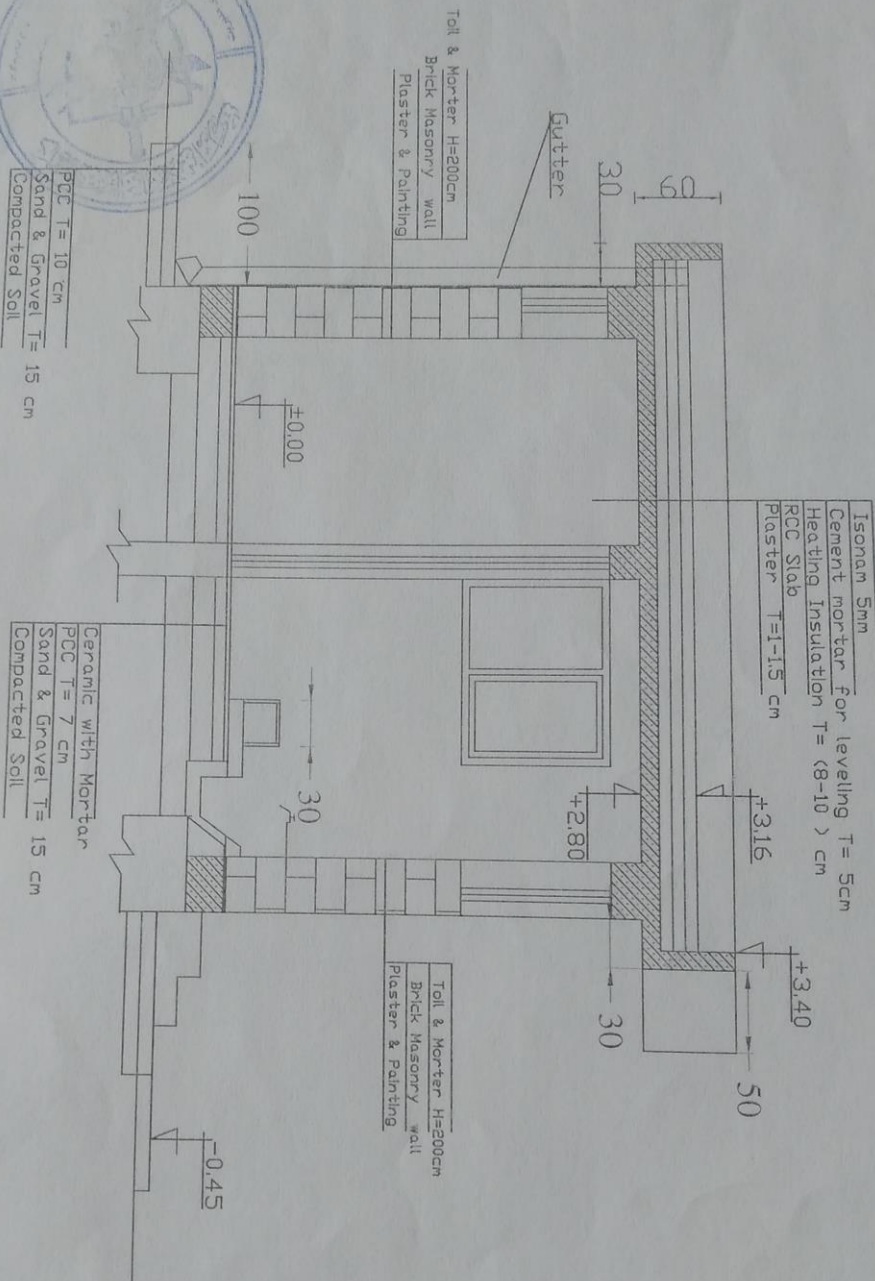 Isonam 5mm
Cement mortar for leveling T= 5cm
Heating Insulation T= (8-10 ) cm
RCC Slab
Plaster T=1-1.5 cm
60
30
Gutter
+3.16
+3.40
50
+2.80
30
Toil & Morter H=200cm
Brick Masonry wall
Plaster & Painting
Toil & Morter H=200cm
Brick Masonry wall
Plaster & Painting
±0.00
30
100
-0.45
PCC T= 10 cm
Sand & Gravel T= 15 cm
Compacted Soil
Ceramic with Mortar
PCC T= 7 cm
Sand & Gravel T= 15 cm
Compacted Soil